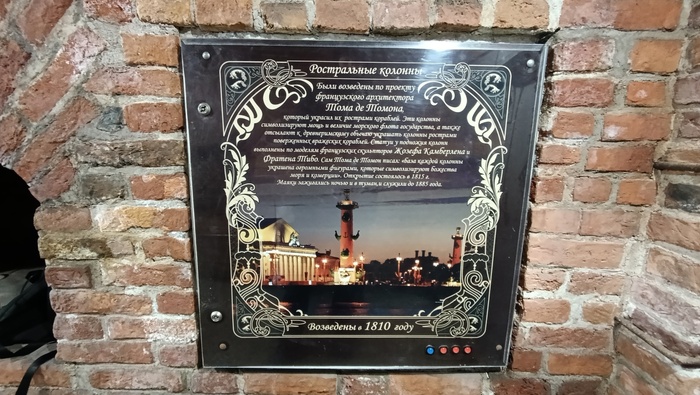 Ростральные колонны
Были возведены по проекту
французского архитектора
Тома де Томона,
который украсил их рострами кораблей. Эти колонны
символизируют мощь и величие морского флота государства, а также
отсылают к древнеримскому обычаю украшать колонны рострами
поверженных вражеских кораблей. Статуи у подножия колонн
выполнены по моделям французских скульпторов Жозефа Камберлена и
Фратена Тибо. Сам Тома де Томон писал: «база каждой колонны
украшена огромными фигурами, которые символизируют божества
моря и коммерции». Открытие состоялось в 1815 г.
Маяки зажигались ночью и в туман, и служили до 1885 года.
Возведены в 1810 году